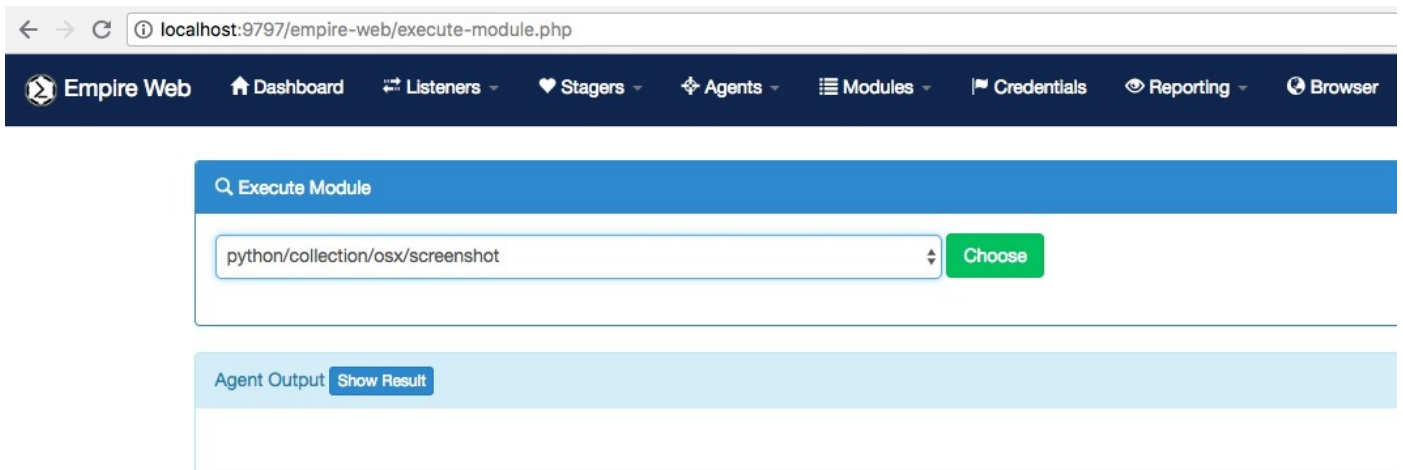 localhost:9797/empire-web/execute-module.php
Empire Web Dashboard Listeners Stagers Agents Modules Credentials Reporting Browser
Execute Module
python/collection/osx/screenshot Choose
Agent Output Show Result